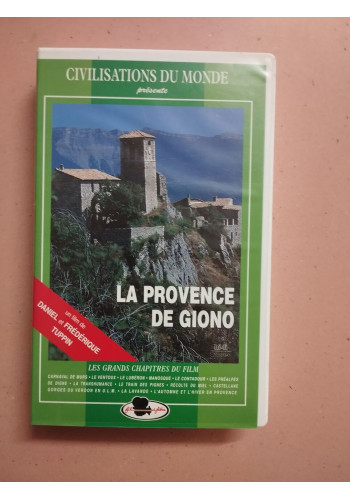 CIVILISATIONS DU MONDE
présente
LA PROVENCE
DE GIONO
un film de
DANIEL et FRÉDÉRIQUE
TUPPIN
LES GRANDS CHAPITRES DU FILM
CARNAVAL DE MURS • LE VENTOUX • LE LUBÉRON • MANOSQUE • LE CONTADOUR • LES PRÉALPES
DE DIGNE • LA TRANSHUMANCE • LE TRAIN DES PIGNES • RÉCOLTE DU MIEL • CASTELLANE
GORGES DU VERDON EN U.L.M. • LA LAVANDE • L'AUTOMNE ET L'HIVER EN PROVENCE